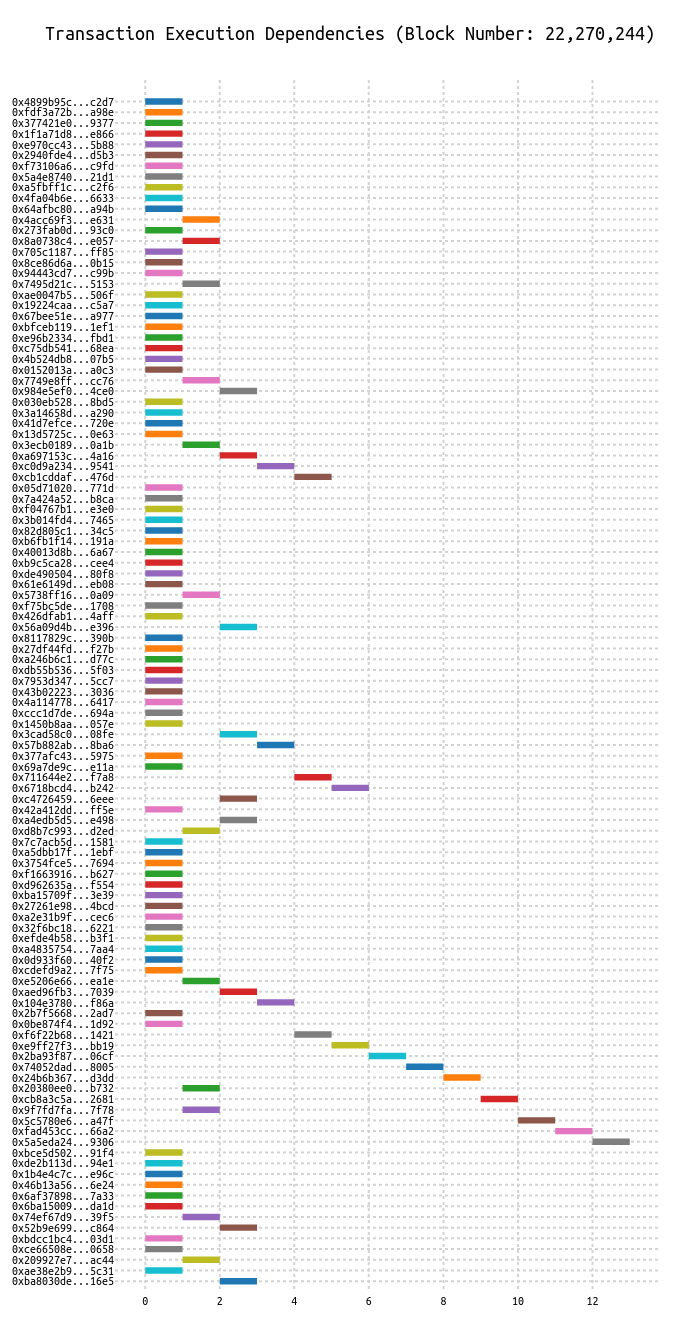 Transaction Execution Dependencies (Block Number: 22,270,244)
0x4899b95c...c2d7
0xfdf3a72b...a98e
0x377421e0...9377
0x1f1a71d8...e866
0xe970cc43...5b88
0x2940fde4...d5b3
0xf73106a6...c9fd
0x5a4e8740...21d1
0xa5fbff1c...c2f6
0x4fa04b6e...6633
0x64afbc80...a94b
0x4acc69f3...e631
0x273fab0d...93c0
0x8a0738c4...e057
0x705c1187...ff85
0x8ce86d6a...0b15
0x94443cd7...c99b
0x7495d21c...5153
0xae0047b5...506f
0x19224caa...c5a7
0x67bee51e...a977
0xbfceb119...1ef1
0xe96b2334...fbd1
0xc75db541...68ea
0x4b524db8...07b5
0x0152013a...a0c3
0x7749e8ff...cc76
0x984e5ef0...4ce0
0x030eb528...8bd5
0x3a14658d...a290
0x41d7efce...720e
0x13d5725c...0e63
0x3ecb0189...0a1b
0xa697153c...4a16
0xc0d9a234...9541
0xcb1cddaf...476d
0x05d71020...771d
0x7a424a52...b8ca
0xf04767b1...e3e0
0x3b014fd4...7465
0x82d805c1...34c5
0xb6fb1f14...191a
0x40013d8b...6a67
0xb9c5ca28...cee4
0xde490504...80f8
0x61e6149d...eb08
0x5738ff16...0a09
0xf75bc5de...1708
0x426dfab1...4aff
0x56a09d4b...e396
0x8117829c...390b
0x27df44fd...f27b
0xa246b6c1...d77c
0xdb55b536...5f03
0x7953d347...5cc7
0x43b02223...3036
0x4a114778...6417
0xccc1d7de...694a
0x1450b8aa...057e
0x3cad58c0...08fe
0x57b882ab...8ba6
0x377afc43...5975
0x69a7de9c...e11a
0x711644e2...f7a8
0x6718bcd4...b242
0xc4726459...6eee
0x42a412dd...ff5e
0xa4edb5d5...e498
0xd8b7c993...d2ed
0x7c7acb5d...1581
0xa5dbb17f...1ebf
0x3754fce5...7694
0xf1663916...b627
0xd962635a...f554
0xba15709f...3e39
0x27261e98...4bcd
0xa2e31b9f...cec6
0x32f6bc18...6221
0xefde4b58...b3f1
0xa4835754...7aa4
0x0d933f60...40f2
0xcdefd9a2...7f75
0xe5206e66...ea1e
0xaed96fb3...7039
0x104e3780...f86a
0x2b7f5668...2ad7
0x0be874f4...1d92
0xf6f22b68...1421
0xe9ff27f3...bb19
0x2ba93f87...06cf
0x74052dad...8005
0x24b6b367...d3dd
0x20380ee0...b732
0xcb8a3c5a...2681
0x9f7fd7fa...7f78
0x5c5780e6...a47f
0xfad453cc...66a2
0x5a5eda24...9306
0xbce5d502...91f4
0xde2b113d...94e1
0x1b4e4c7c...e96c
0x46b13a56...6e24
0x6af37898...7a33
0x6ba15009...da1d
0x74ef67d9...39f5
0x52b9e699...c864
0xbdcc1bc4...03d1
0xce66508e...0658
0x209927e7...ac44
0xae38e2b9...5c31
0xba8030de...16e5
0 2 4 6 8 10 12